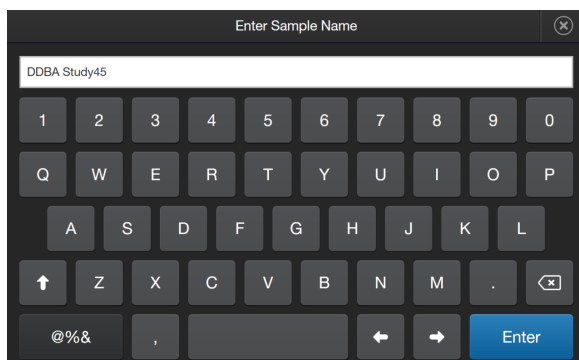 Enter Sample Name
DDBA Study45
1 2 3 4 5 6 7 8 9 0
Q W E R T Y U I O P
A S D F G H J K L
Z X C V B N M .
@%& , Enter